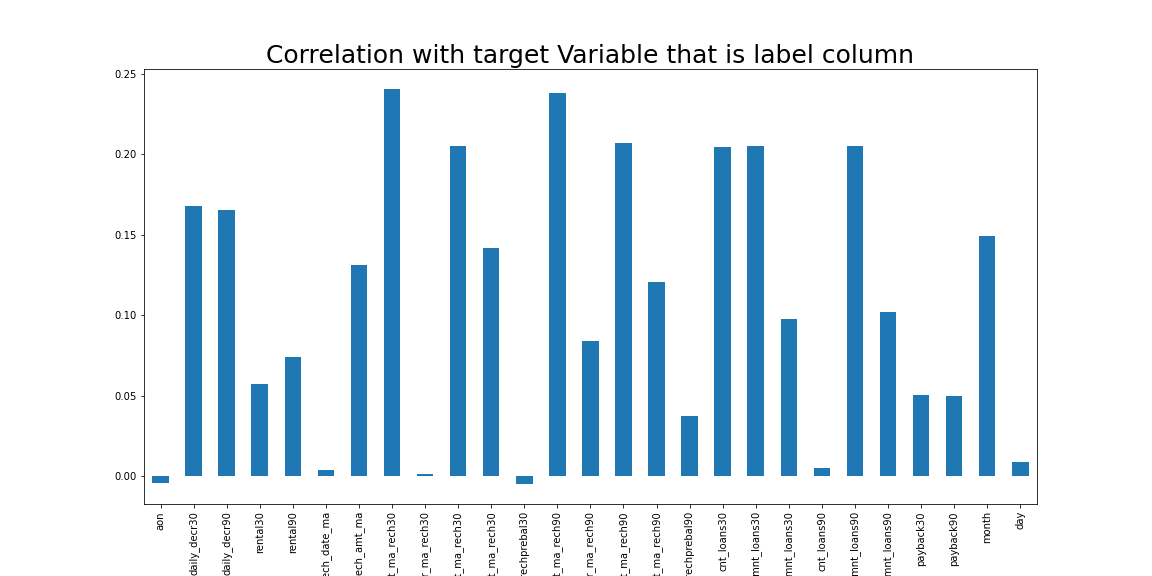 Correlation with target Variable that is label column
0.25
0.20
0.15
0.10
0.05
0.00
aon
daily_decr30
daily_decr90
rental30
rental90
ech_date_ma
ech_amt_ma
t_ma_rech30
r_ma_rech30
t_ma_rech30
t_ma_rech30
rechprebal30
t_ma_rech90
r_ma_rech90
t_ma_rech90
t_ma_rech90
rechprebal90
cnt_loans30
mnt_loans30
mnt_loans30
cnt_loans90
mnt_loans90
mnt_loans90
payback30
payback90
month
day